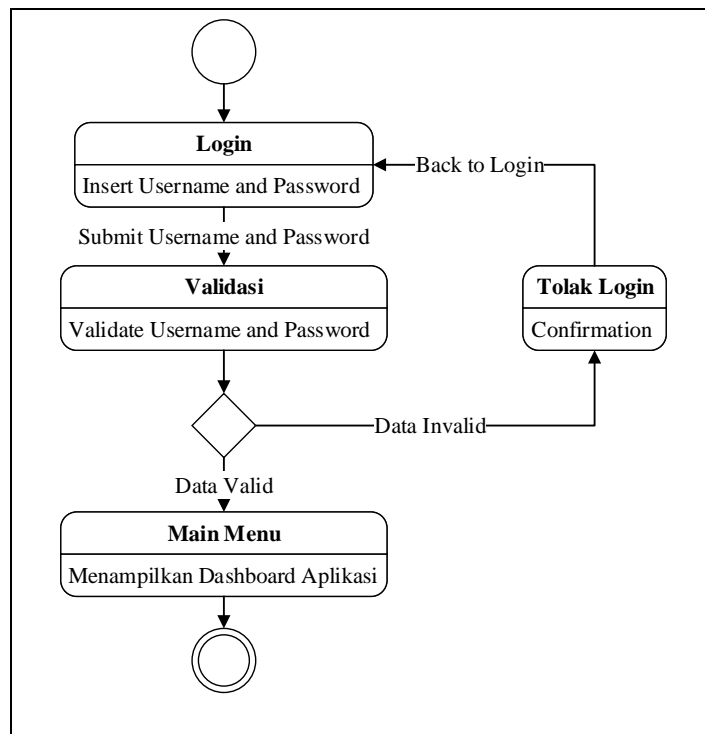 Login
Insert Username and Password
Back to Login
Submit Username and Password
Validasi
Validate Username and Password
Tolak Login
Confirmation
Data Invalid
Data Valid
Main Menu
Menampilkan Dashboard Aplikasi